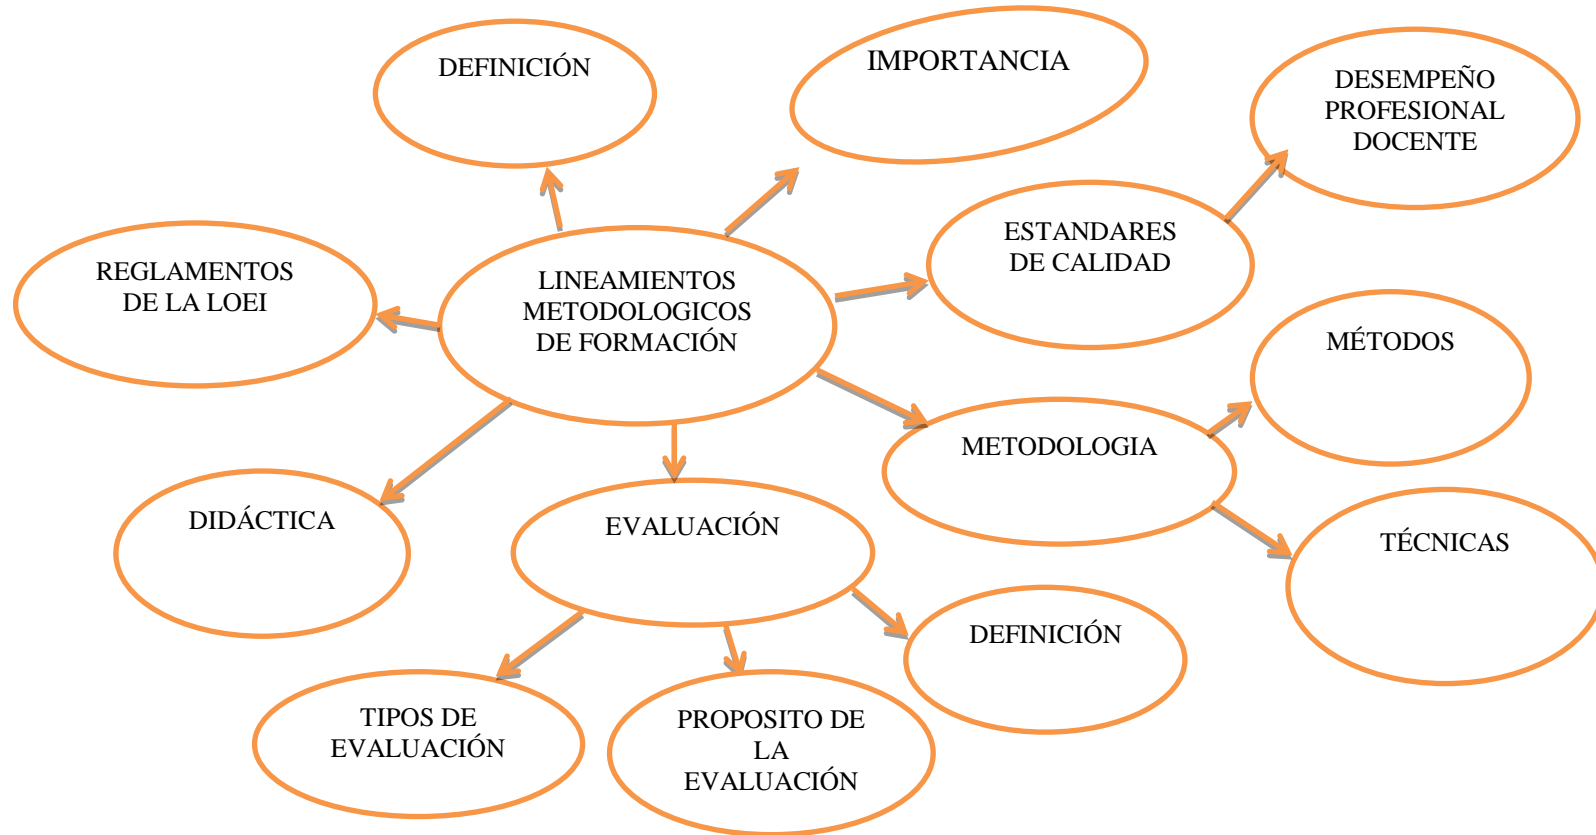 DEFINICIÓN
IMPORTANCIA
DESEMPEÑO
PROFESIONAL
DOCENTE
ESTANDARES
DE CALIDAD
REGLAMENTOS
DE LA LOEI
LINEAMIENTOS
METODOLOGICOS
DE FORMACIÓN
MÉTODOS
METODOLOGIA
DIDÁCTICA
EVALUACIÓN
TÉCNICAS
DEFINICIÓN
TIPOS DE
EVALUACIÓN
PROPOSITO DE
LA
EVALUACIÓN